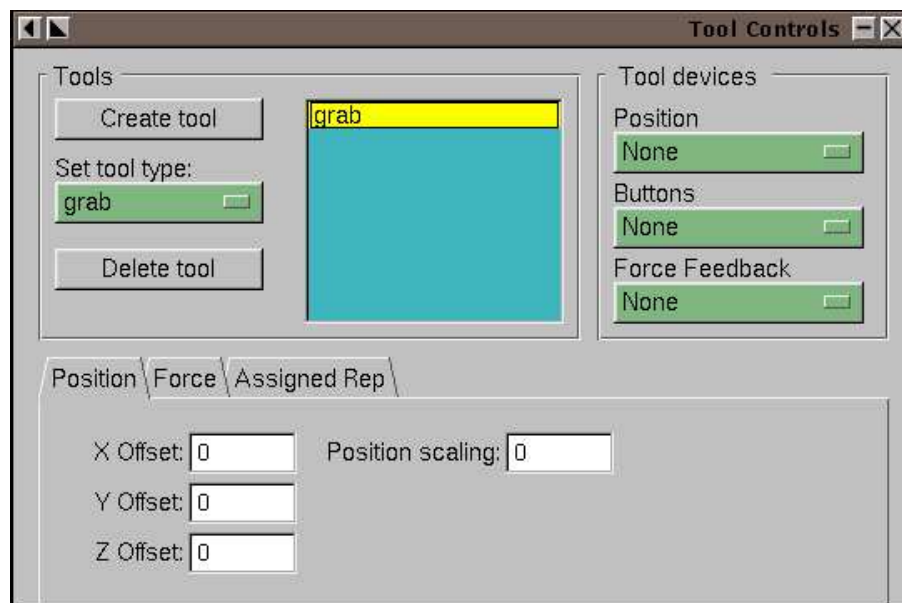 Tool Controls
Tools
Create tool
Set tool type:
grab
Delete tool
grab
Tool devices
Position
None
Buttons
None
Force Feedback
None
Position
Force
Assigned Rep
X Offset: 0
Position scaling: 0
Y Offset: 0
Z Offset: 0